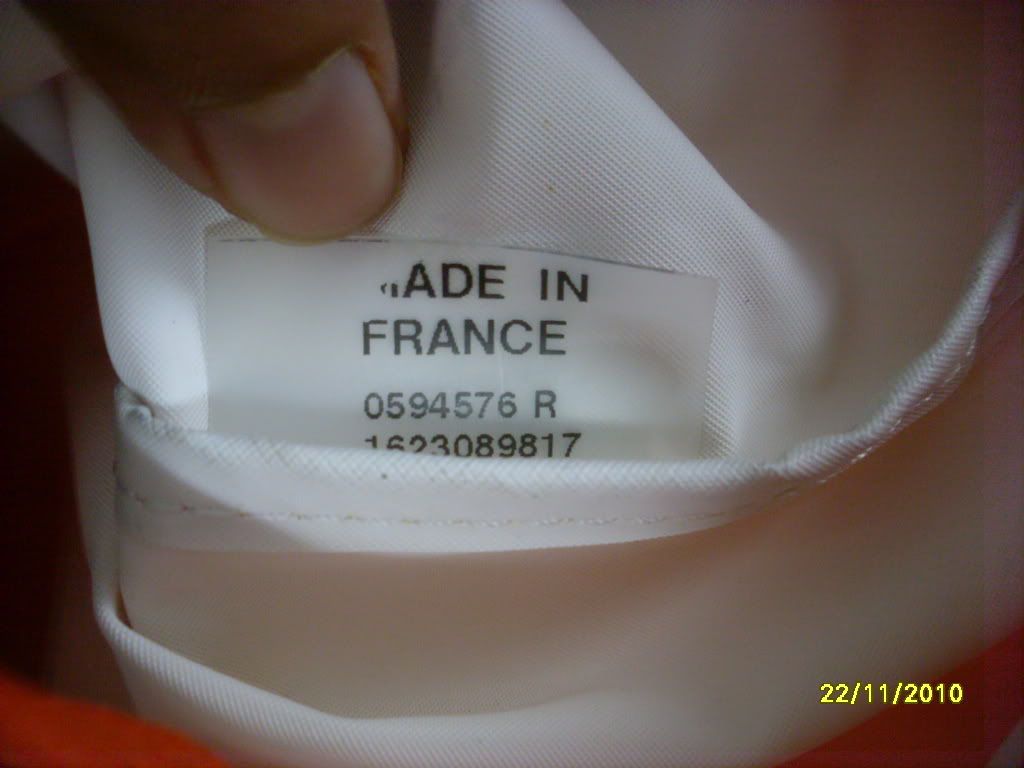 MADE IN
FRANCE
0594576 R
1623089817
22/11/2010